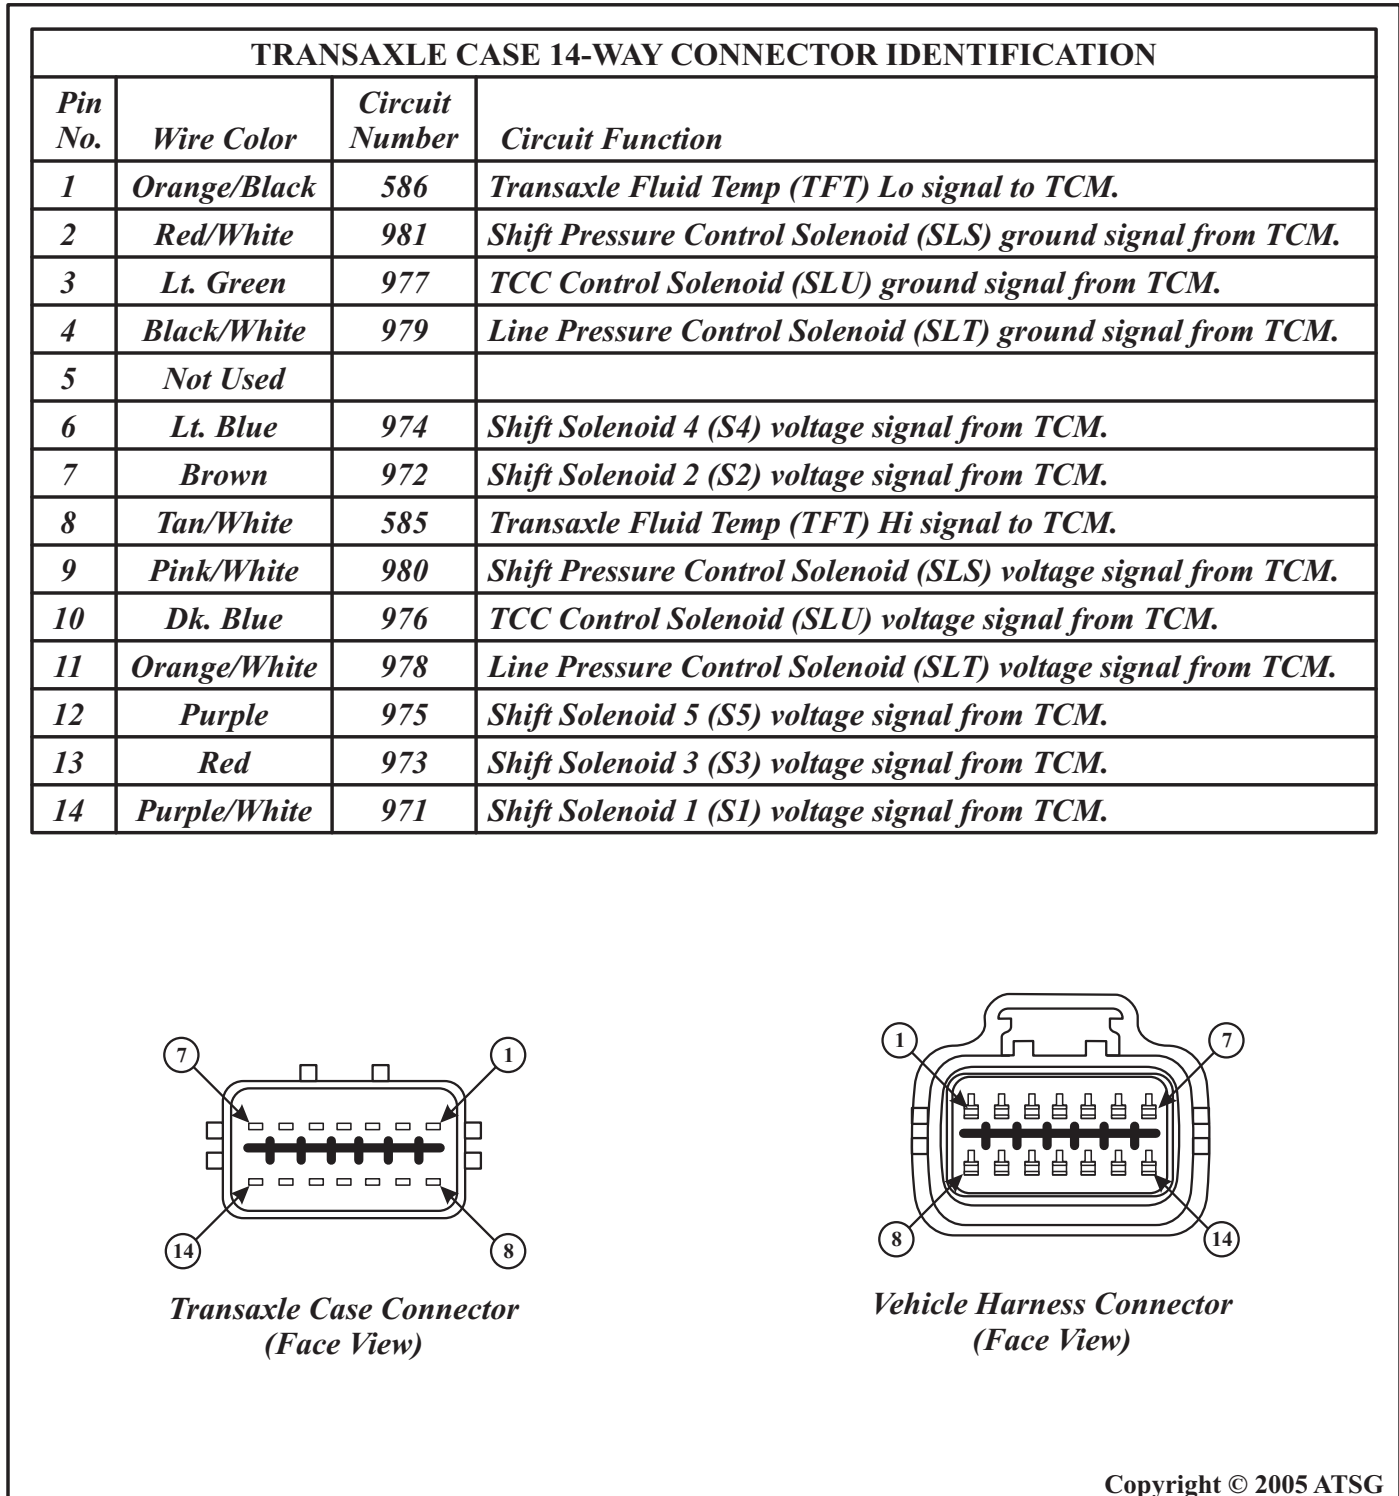 TRANSAXLE CASE 14-WAY CONNECTOR IDENTIFICATION
Pin No. Wire Color Circuit Number Circuit Function
1 Orange/Black 586 Transaxle Fluid Temp (TFT) Lo signal to TCM.
2 Red/White 981 Shift Pressure Control Solenoid (SLS) ground signal from TCM.
3 Lt. Green 977 TCC Control Solenoid (SLU) ground signal from TCM.
4 Black/White 979 Line Pressure Control Solenoid (SLT) ground signal from TCM.
5 Not Used
6 Lt. Blue 974 Shift Solenoid 4 (S4) voltage signal from TCM.
7 Brown 972 Shift Solenoid 2 (S2) voltage signal from TCM.
8 Tan/White 585 Transaxle Fluid Temp (TFT) Hi signal to TCM.
9 Pink/White 980 Shift Pressure Control Solenoid (SLS) voltage signal from TCM.
10 Dk. Blue 976 TCC Control Solenoid (SLU) voltage signal from TCM.
11 Orange/White 978 Line Pressure Control Solenoid (SLT) voltage signal from TCM.
12 Purple 975 Shift Solenoid 5 (S5) voltage signal from TCM.
13 Red 973 Shift Solenoid 3 (S3) voltage signal from TCM.
14 Purple/White 971 Shift Solenoid 1 (S1) voltage signal from TCM.
7 1
14 8
Transaxle Case Connector
(Face View)
1 7
8 14
Vehicle Harness Connector
(Face View)
Copyright © 2005 ATSG